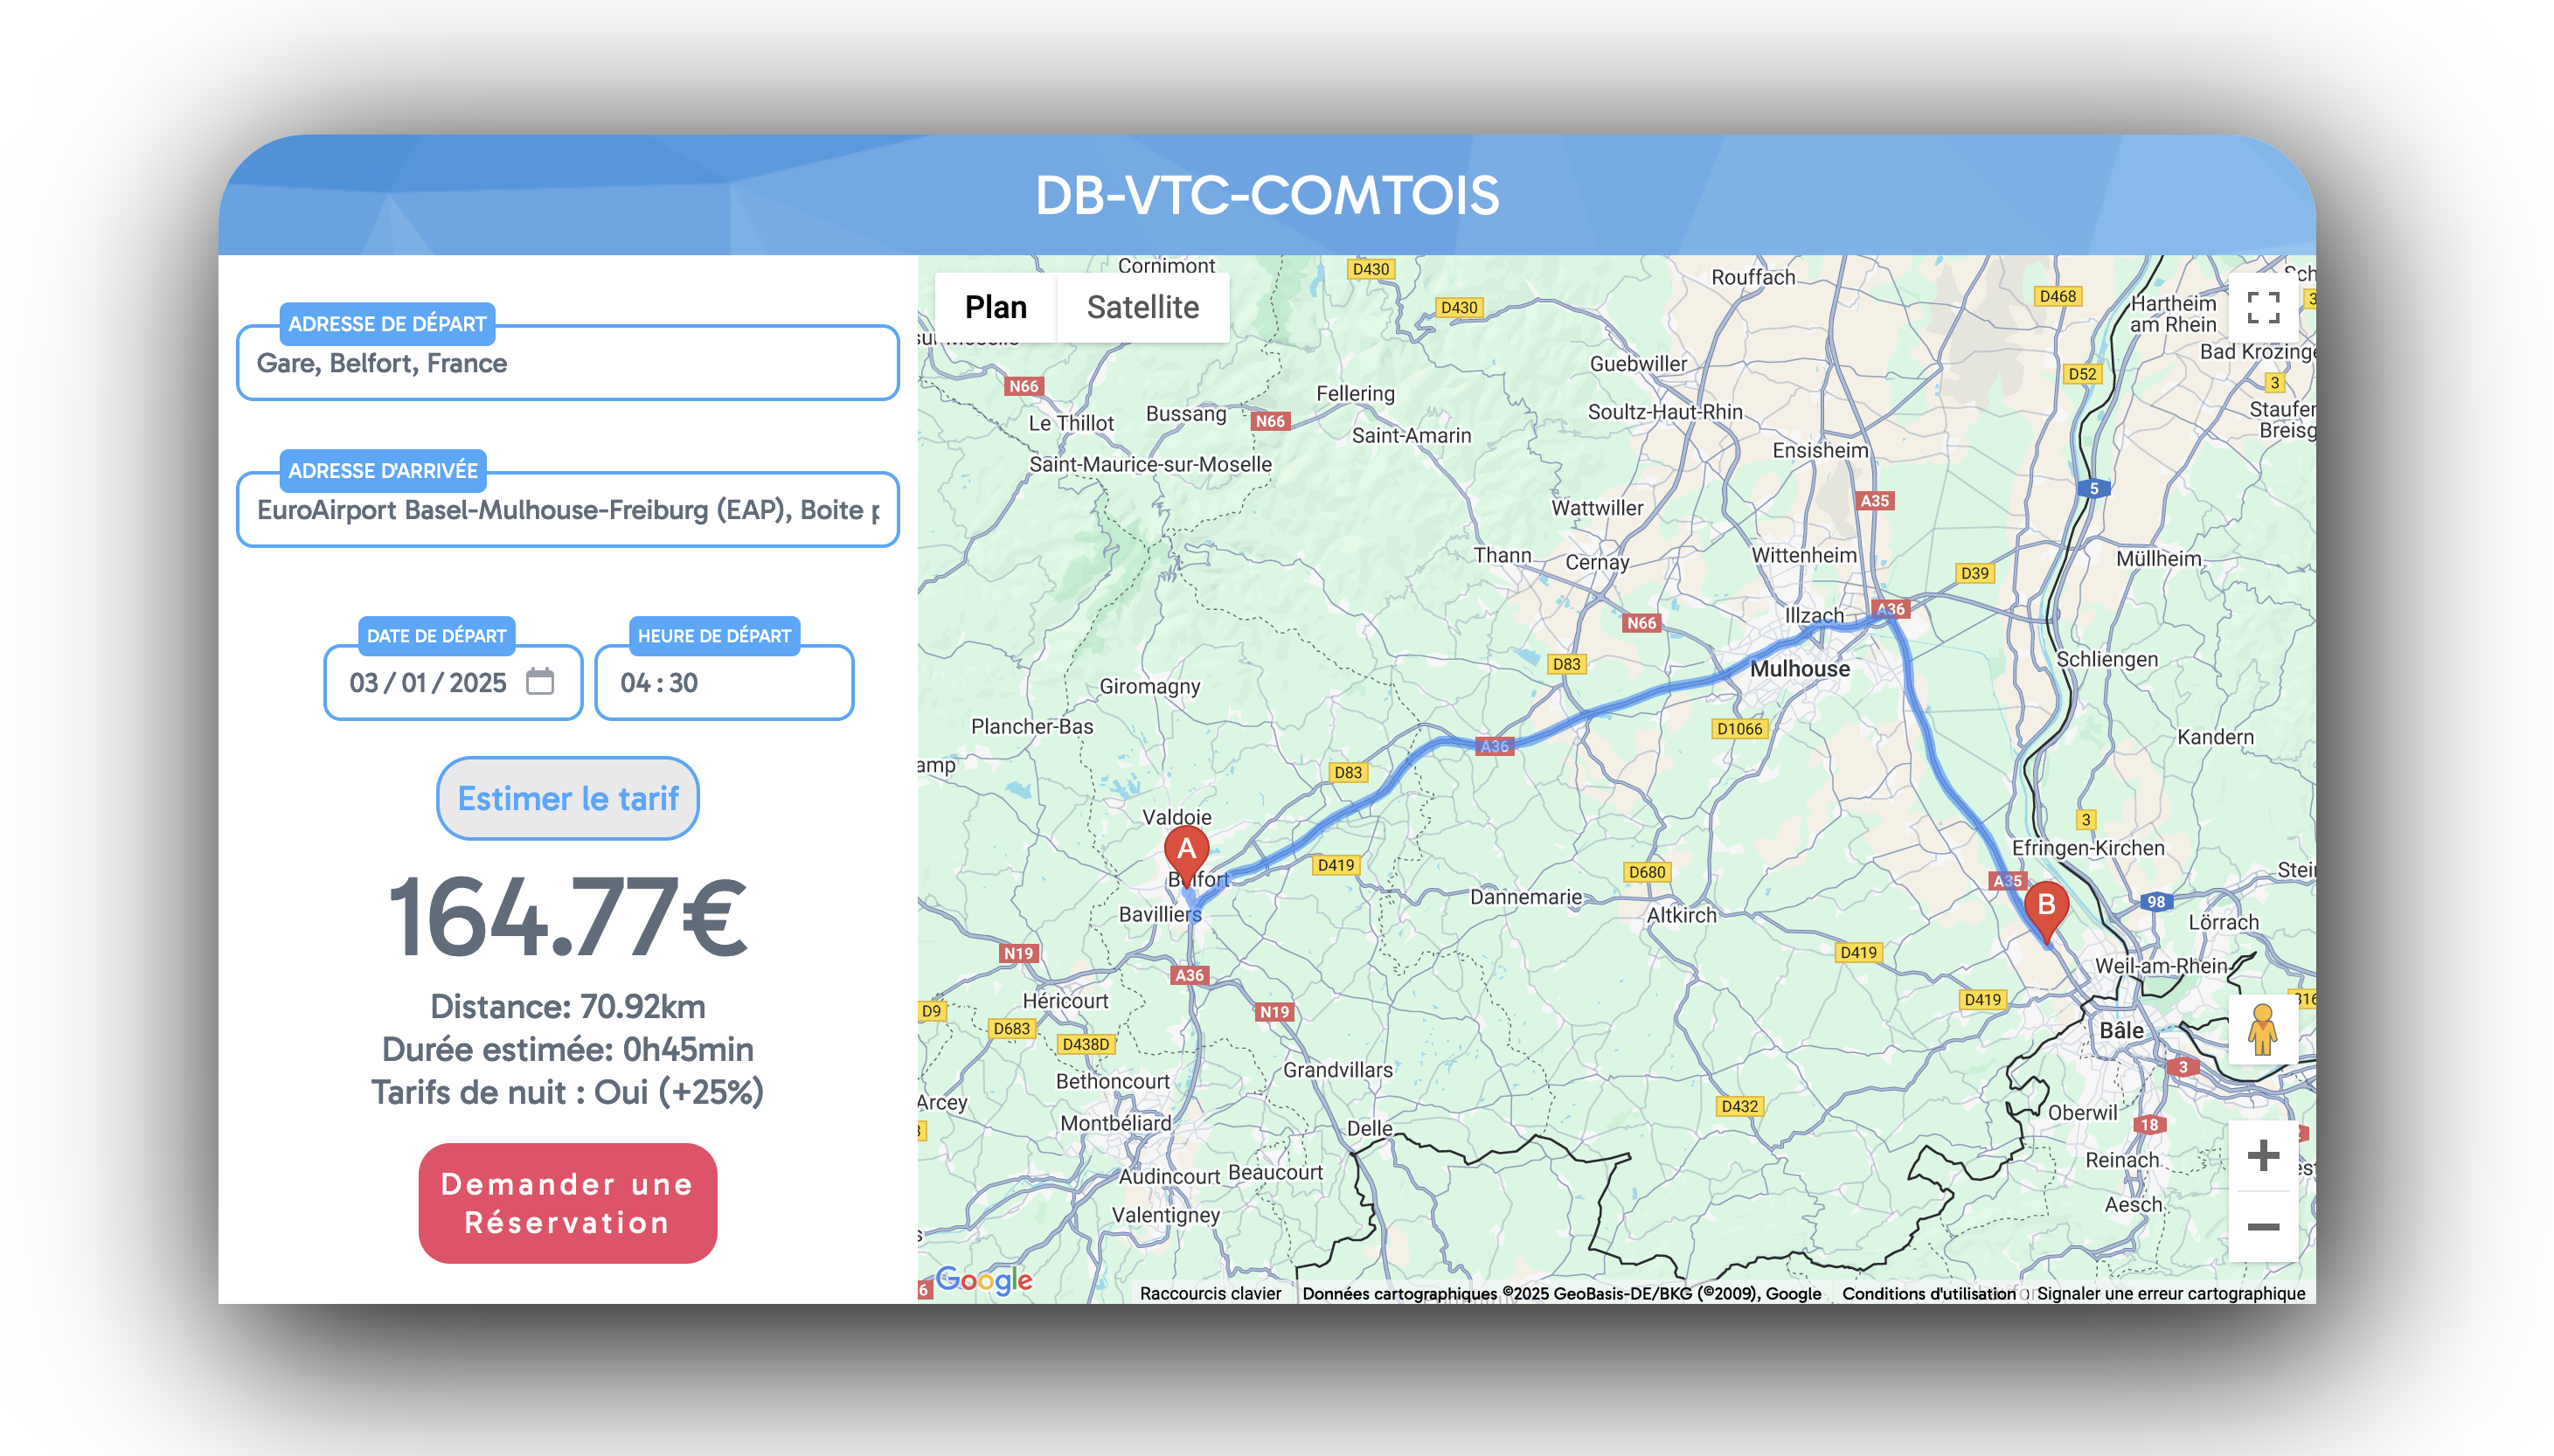 DB-VTC-COMTOIS
ADRESSE DE DÉPART
Gare, Belfort, France
ADRESSE D'ARRIVÉE
EuroAirport Basel-Mulhouse-Freiburg (EAP), Boite
DATE DE DÉPART
HEURE DE DÉPART
03/01/2025
04:30
Estimer le tarif
164.77€
Distance: 70.92km
Durée estimée: 0h45min
Tarifs de nuit : Oui (+25%)
Demander une
Réservation
Plan
Satellite
Cornimont
D430
Rouffach
D468
Hartheim
am Rhein
D430
Guebwiller
D52
Bad Krozinge
3
N66
Fellering
Bussang
N66
Le Thillot
Soultz-Haut-Rhin
Staufen
Breisg
Saint-Amarin
Saint-Maurice-sur-Moselle
Ensisheim
A35
5
Wattwiller
Thann
Cernay
Wittenheim
Müllheim
D39
Illzach
A36
N66
D83
Mulhouse
Schliengen
Giromagny
Plancher-Bas
D1066
Kandern
A36
D83
Valdoie
A
3
Efringen-Kirchen
Belfort
D419
D680
A35
B
98
Bavilliers
Dannemarie
Altkirch
Lörrach
N19
D419
Weil-am-Rhein
A36
Héricourt
N19
D419
D9
D683
D438D
Bâle
3
Grandvillars
Bethoncourt
Arcey
D432
Oberwil
Montbéliard
Delle
18
Audincourt
Beaucourt
Reinach
Aesch
Valentigney
Google
Raccourcis clavier
Données cartographiques ©2025 GeoBasis-DE/BKG (©2009), Google
Conditions d'utilisation
Signaler une erreur cartographique